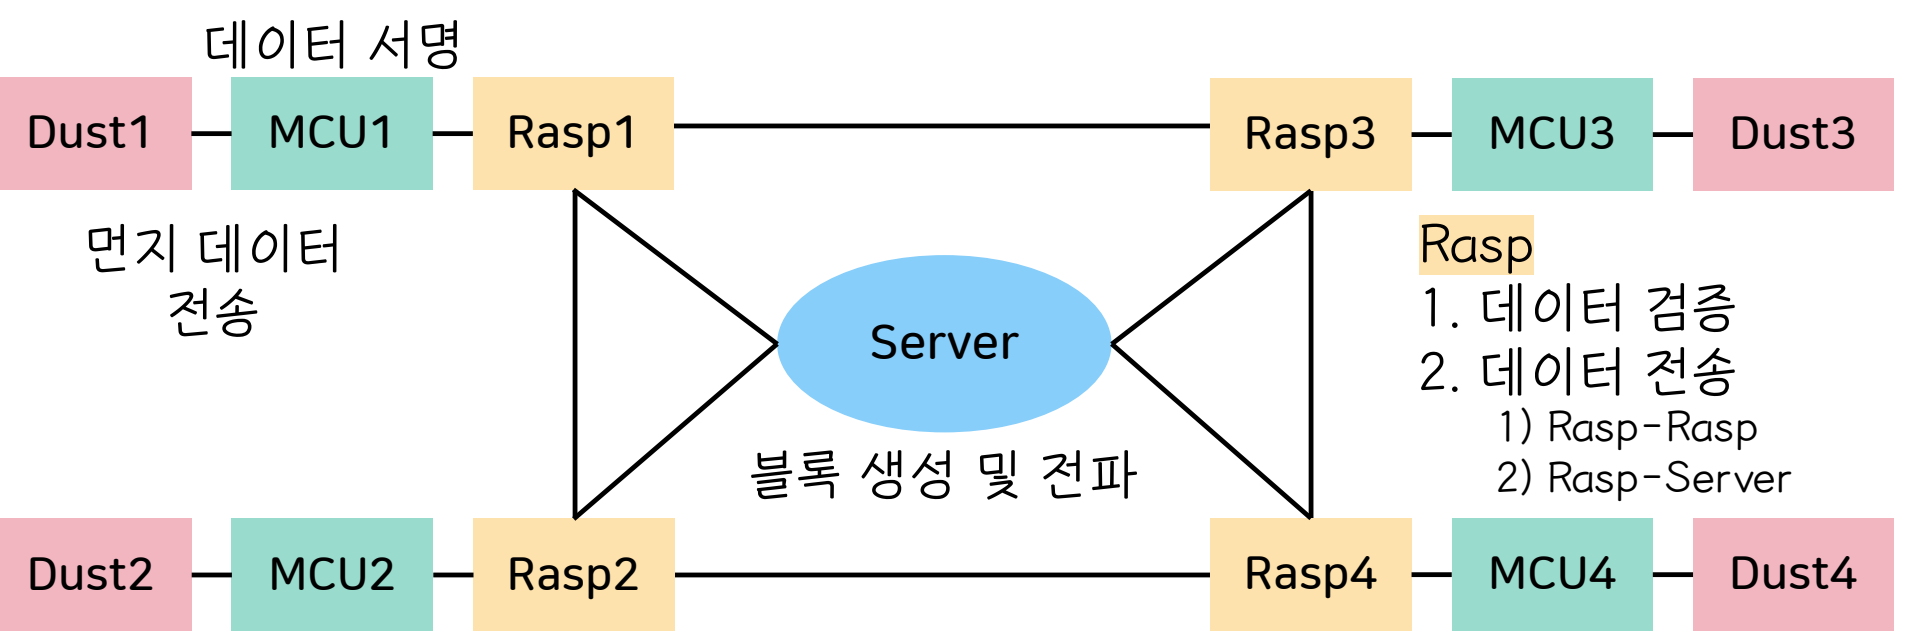 데이터 서명
Dust1
MCU1
Rasp1
Rasp3
MCU3
Dust3
먼지 데이터
전송
Server
블록 생성 및 전파
Rasp
1. 데이터 검증
2. 데이터 전송
1) Rasp-Rasp
2) Rasp-Server
Dust2
MCU2
Rasp2
Rasp4
MCU4
Dust4